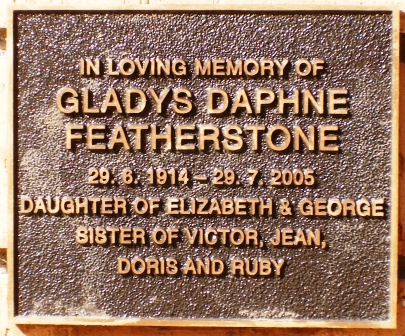 IN LOVING MEMORY OF
GLADYS DAPHNE
FEATHERSTONE
29. 6. 1914 – 29. 7. 2005
DAUGHTER OF ELIZABETH & GEORGE
SISTER OF VICTOR, JEAN,
DORIS AND RUBY